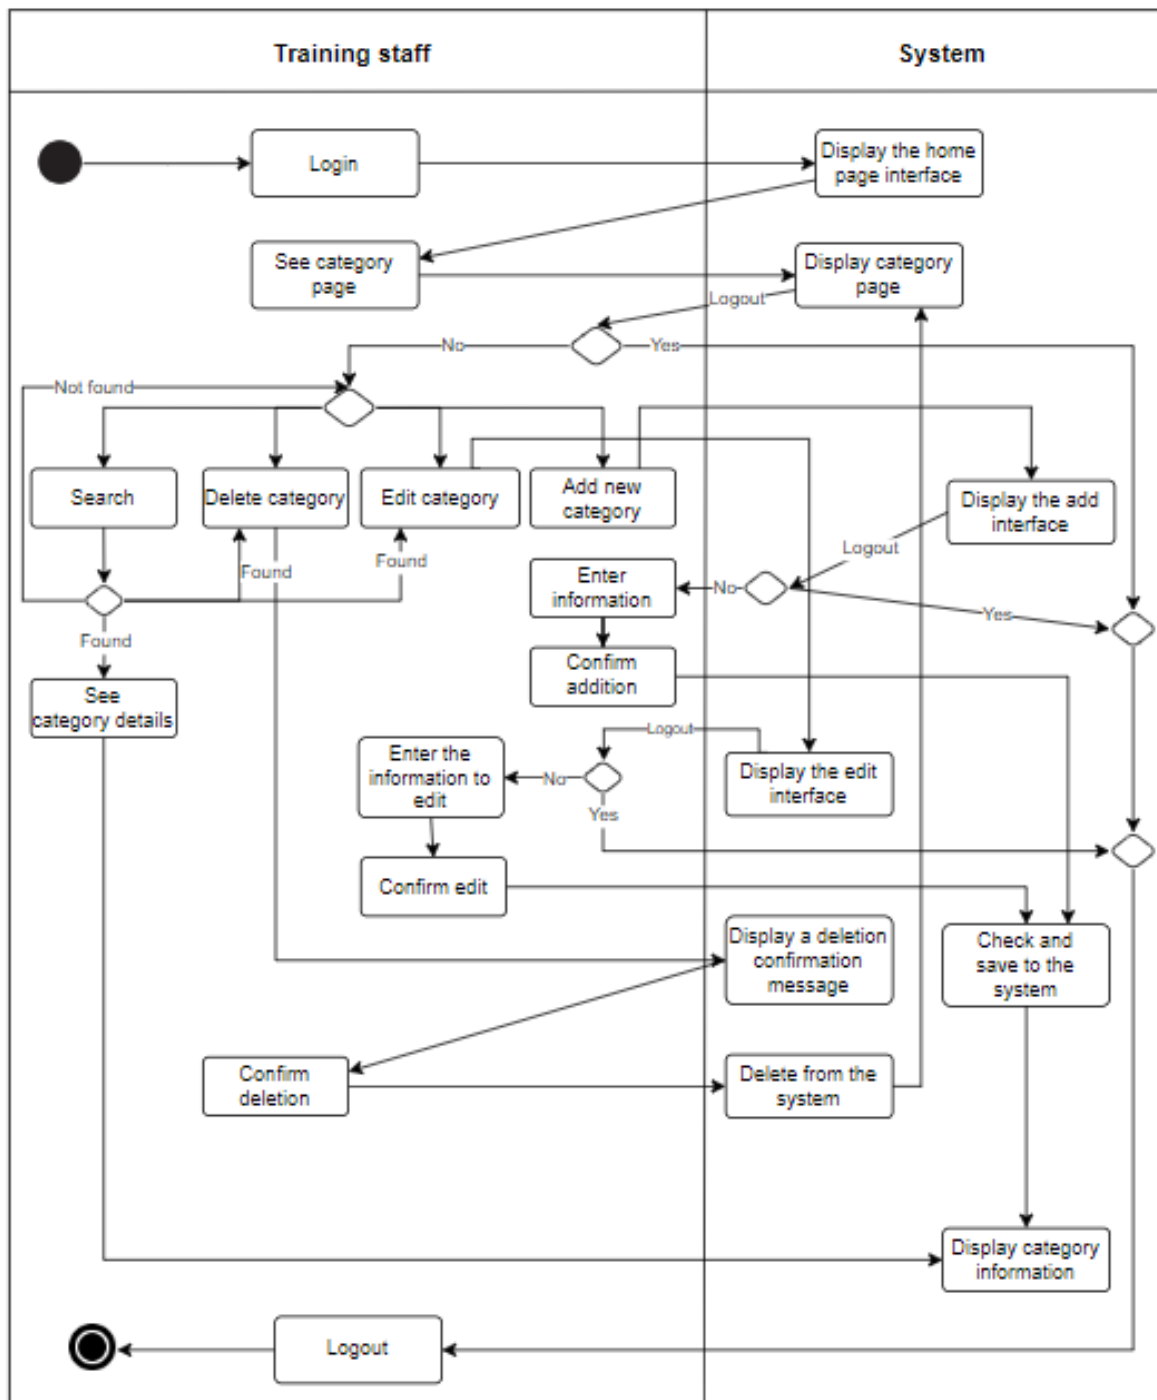 Training staff
System
Login
Display the home
page interface
See category
page
Display category
page
Logout
No
Yes
Not found
Search
Delete category
Edit category
Add new
category
Display the add
interface
Logout
Found
Found
Enter
information
No
Yes
Found
Confirm
addition
See
category details
Logout
Enter the
information to
edit
No
Display the edit
interface
Yes
Confirm edit
Display a deletion
confirmation
message
Check and
save to the
system
Confirm
deletion
Delete from the
system
Display category
information
Logout